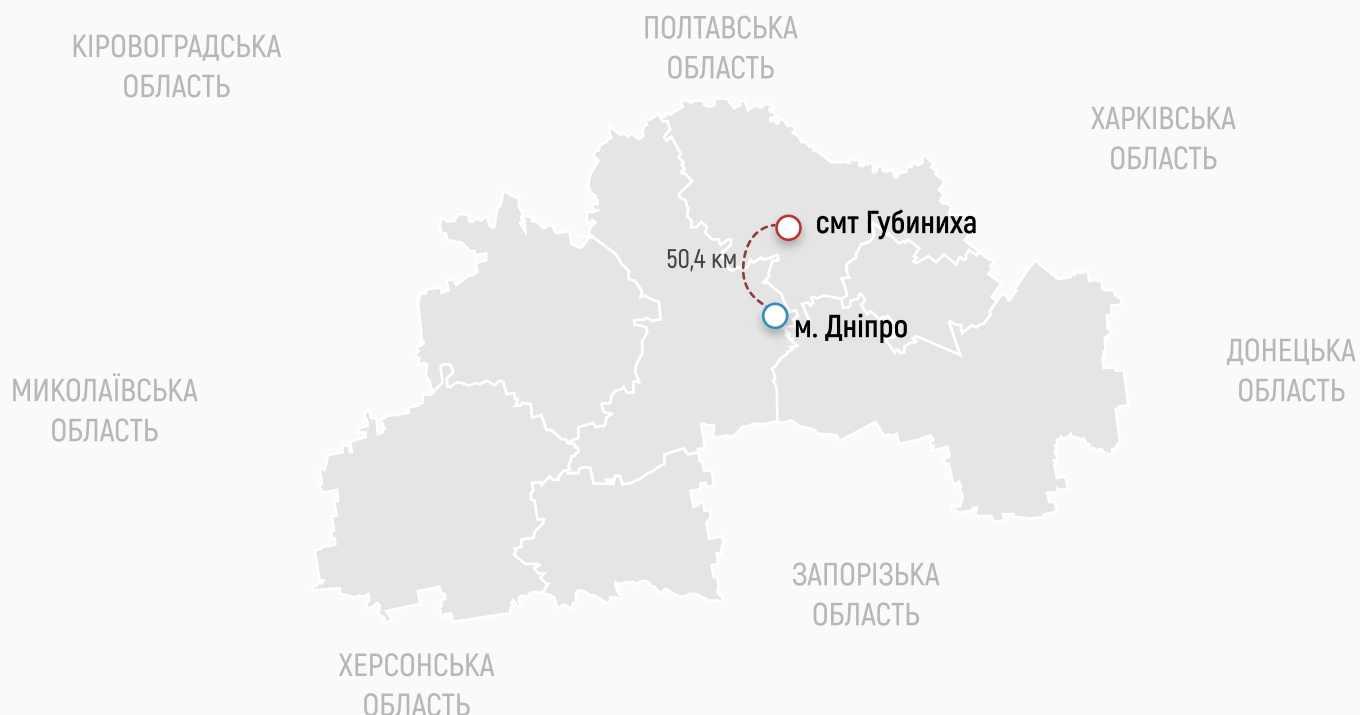 ПОЛТАВСЬКА
ОБЛАСТЬ
КІРОВОГРАДСЬКА
ОБЛАСТЬ
ХАРКІВСЬКА
ОБЛАСТЬ
смт Губиниха
50,4 км
м. Дніпро
ДОНЕЦЬКА
ОБЛАСТЬ
МИКОЛАЇВСЬКА
ОБЛАСТЬ
ЗАПОРІЗЬКА
ОБЛАСТЬ
ХЕРСОНСЬКА
ОБЛАСТЬ